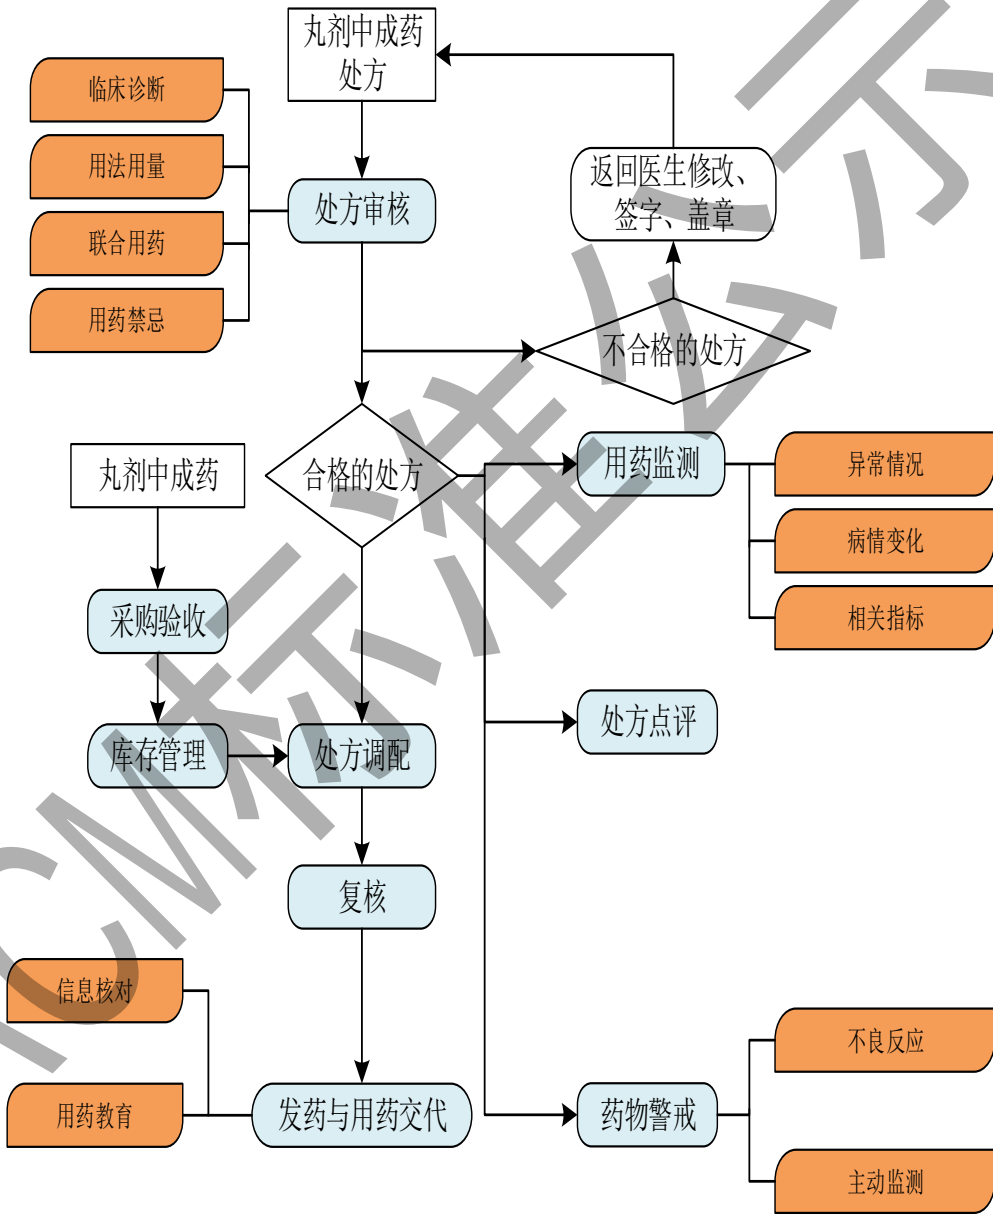 丸剂中成药
处方
临床诊断
用法用量
联合用药
用药禁忌
处方审核
返回医生修改、
签字、盖章
不合格的处方
合格的处方
丸剂中成药
采购验收
库存管理
处方调配
复核
发药与用药交代
信息核对
用药教育
用药监测
异常情况
病情变化
相关指标
处方点评
药物警戒
不良反应
主动监测
CM标准公示